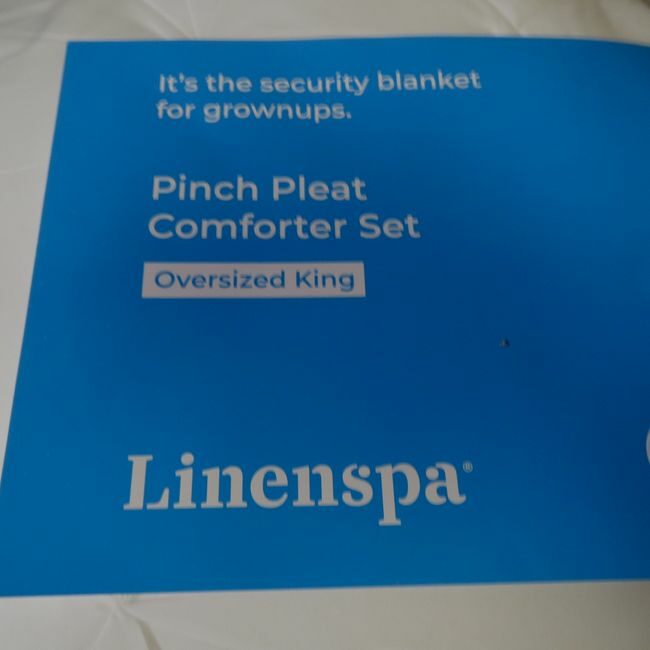 It's the security blanket
for grownups.
Pinch Pleat
Comforter Set
Oversized King
Linenspa®